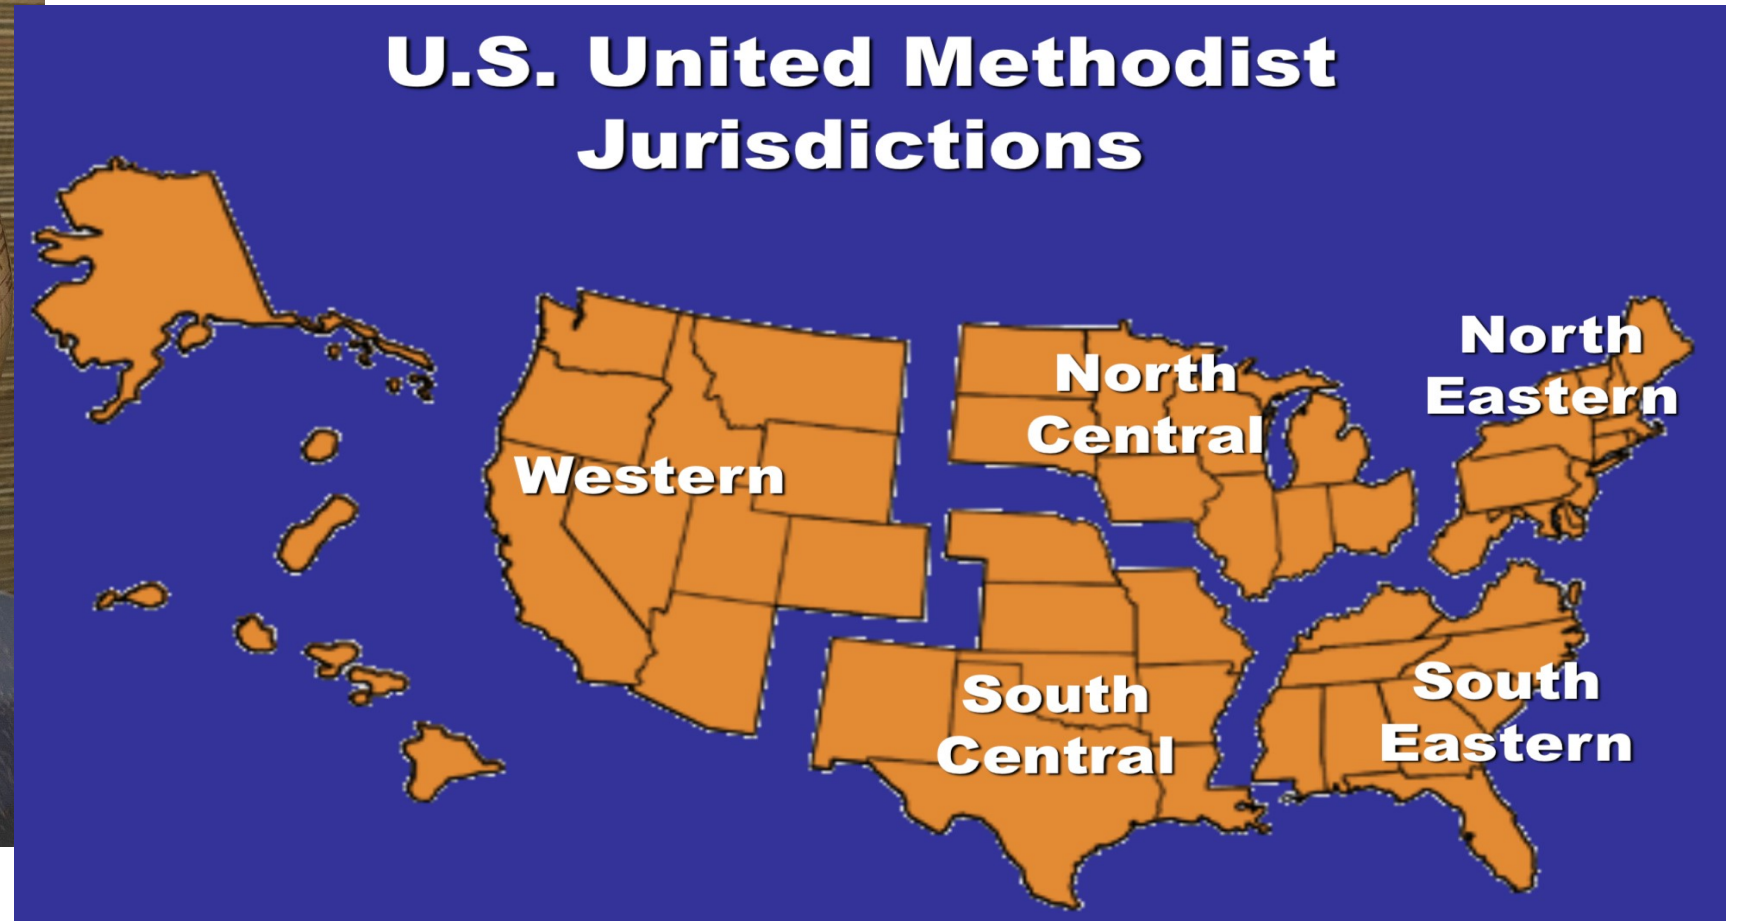 U.S. United Methodist
Jurisdictions
North
Eastern
North
Central
Western
South
Central
South
Eastern